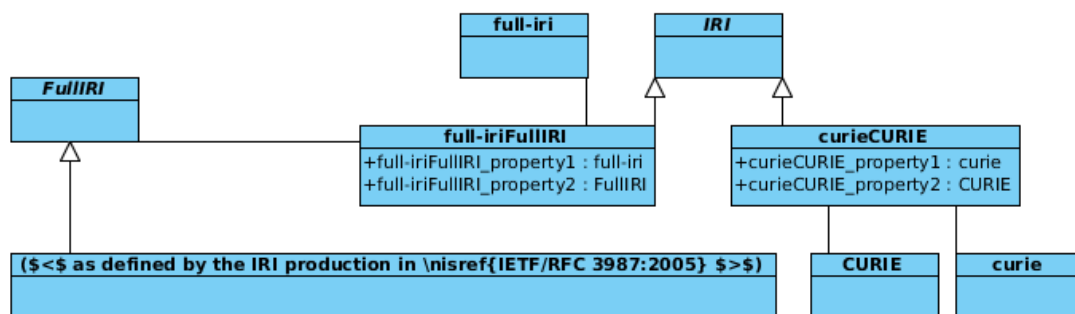 full-iri
IRI
FullIRI
full-iriFullIRI
+full-iriFullIRI_property1 : full-iri
+full-iriFullIRI_property2 : FullIRI
curieCURIE
+curieCURIE_property1 : curie
+curieCURIE_property2 : CURIE
($<$ as defined by the IRI production in \nisref{IETF/RFC 3987:2005} $>$)
CURIE
curie